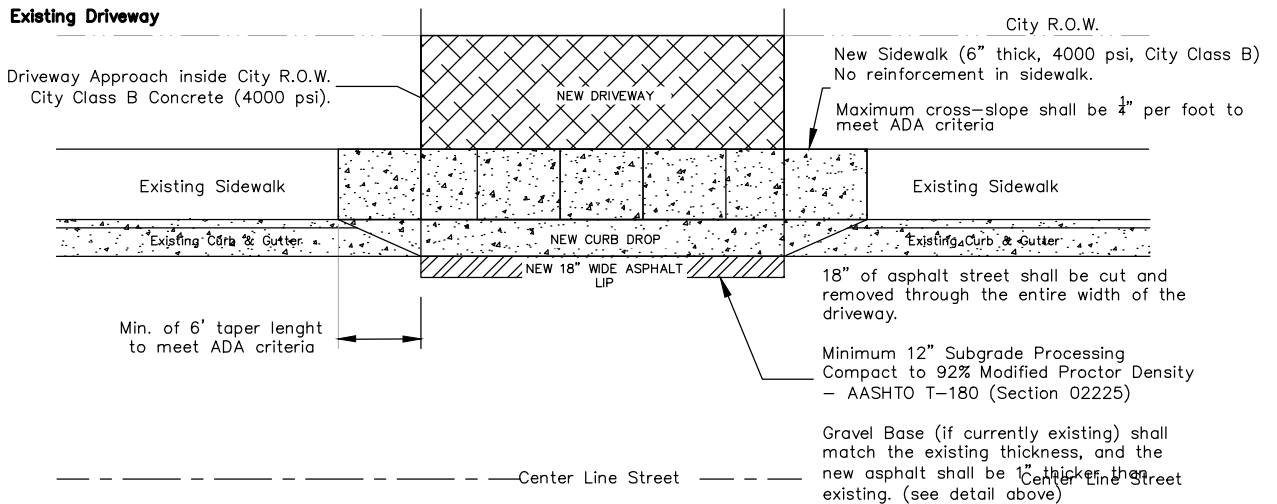 Existing Driveway
City R.O.W.
Driveway Approach inside City R.O.W.
City Class B Concrete (4000 psi).
New Sidewalk (6" thick, 4000 psi, City Class B)
No reinforcement in sidewalk.
Maximum cross-slope shall be 1/4" per foot to
meet ADA criteria
NEW DRIVEWAY
Existing Sidewalk
Existing Sidewalk
Existing Curb & Gutter
NEW CURB DROP
Existing Curb & Gutter
NEW 18" WIDE ASPHALT
LIP
Min. of 6' taper lenght
to meet ADA criteria
18" of asphalt street shall be cut and
removed through the entire width of the
driveway.
Minimum 12" Subgrade Processing
Compact to 92% Modified Proctor Density
- AASHTO T-180 (Section 02225)
Gravel Base (if currently existing) shall
match the existing thickness, and the
new asphalt shall be 1" thicker than
existing. (see detail above)
Center Line Street
Center Line Street